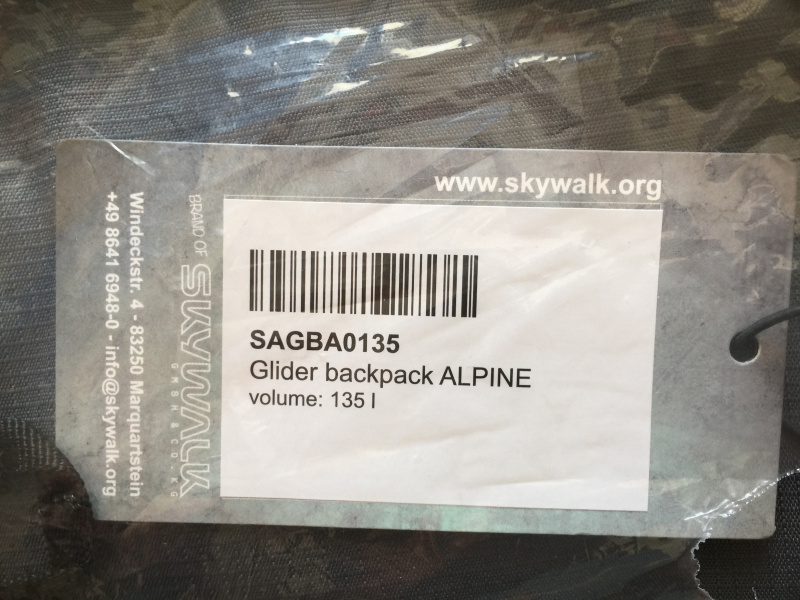 www.skywalk.org
SAGBA0135
Glider backpack ALPINE
volume: 135 l
BRAND OF SKYWALK
GMBH & CO. KG
Windeckstr. 4 - 83250 Marquartstein
+49 8641 6948-0 - info@skywalk.org